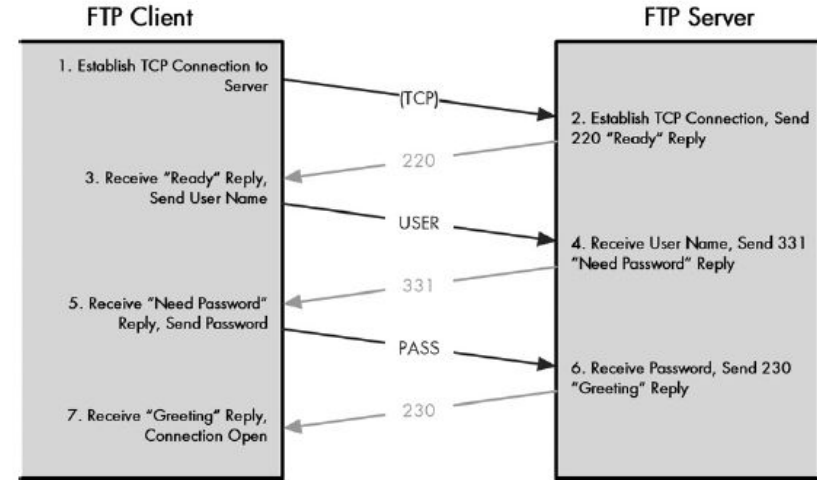 FTP Client
FTP Server
1. Establish TCP Connection to
Server
(TCP)
2. Establish TCP Connection, Send
220 "Ready" Reply
220
3. Receive "Ready" Reply,
Send User Name
USER
4. Receive User Name, Send 331
"Need Password" Reply
331
5. Receive "Need Password"
Reply, Send Password
PASS
6. Receive Password, Send 230
"Greeting" Reply
230
7. Receive "Greeting" Reply,
Connection Open